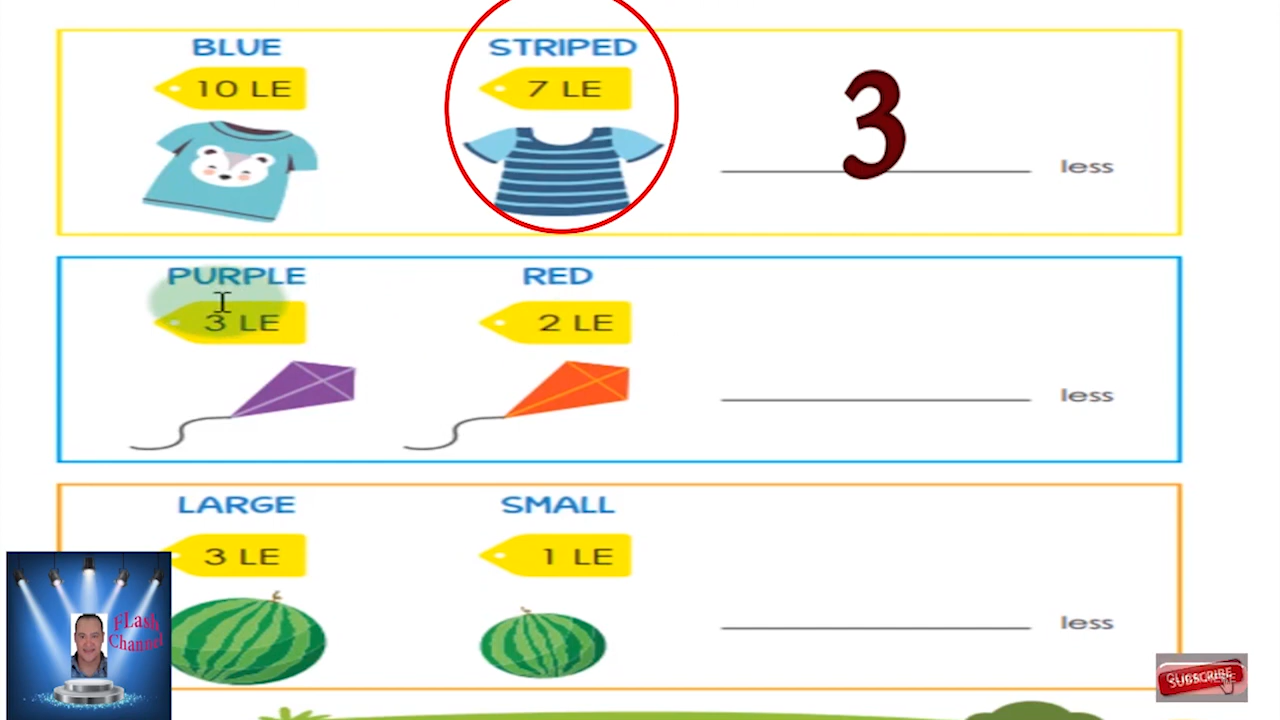 BLUE STRIPED
10 LE 7 LE
3 less
PURPLE RED
3 LE 2 LE
less
LARGE SMALL
3 LE 1 LE
less
FLash
Channel
SUBSCRIBE